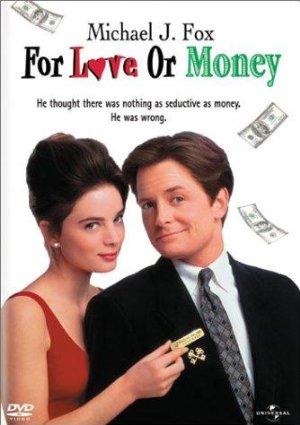 Michael J. Fox
For Love Or Money
He thought there was nothing as seductive as money.
He was wrong.
DVD
VIDEO
UNIVERSAL